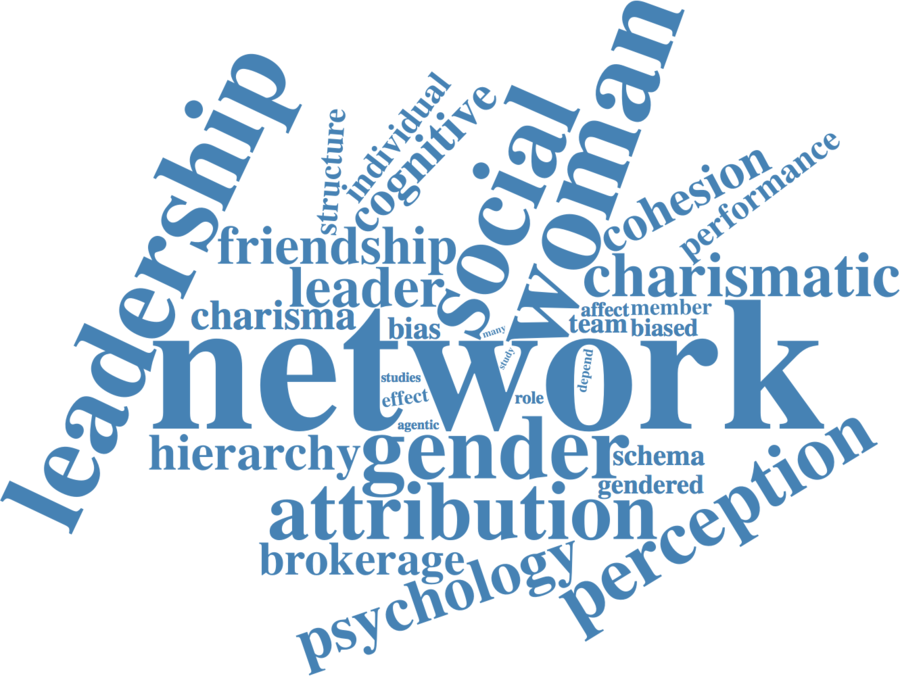 woman
leadership
structure
individual
cognitive
social
cohesion
performance
friendship
leader
charismatic
charisma
bias
many
affect
member
team
biased
network
study
depend
studies
effect
role
agentic
hierarchy
gender
schema
gendered
attribution
perception
brokerage
psychology